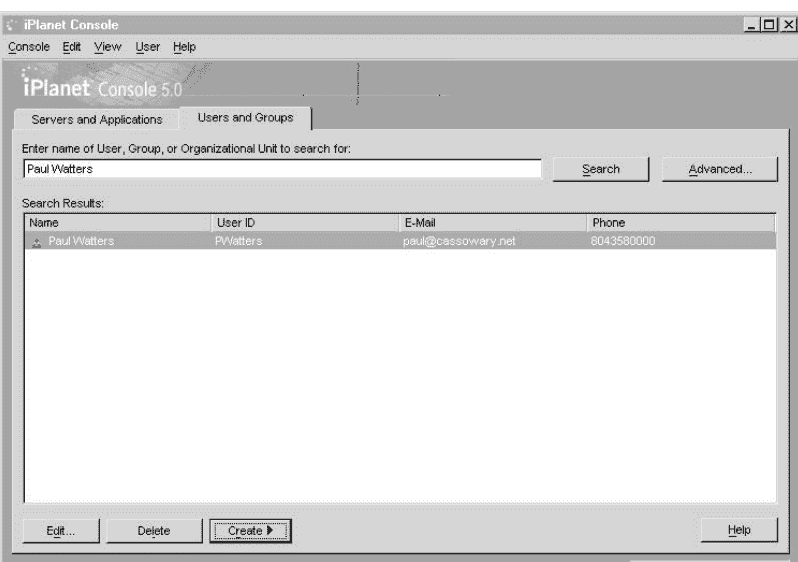 iPlanet Console
Console Edit View User Help
iPlanet Console 5.0
Servers and Applications Users and Groups
Enter name of User, Group, or Organizational Unit to search for:
Paul Watters Search Advanced...
Search Results:
Name User ID E-Mail Phone
Paul Watters PWatters paul@cassowary.net 8043580000
Edit... Delete Create Help